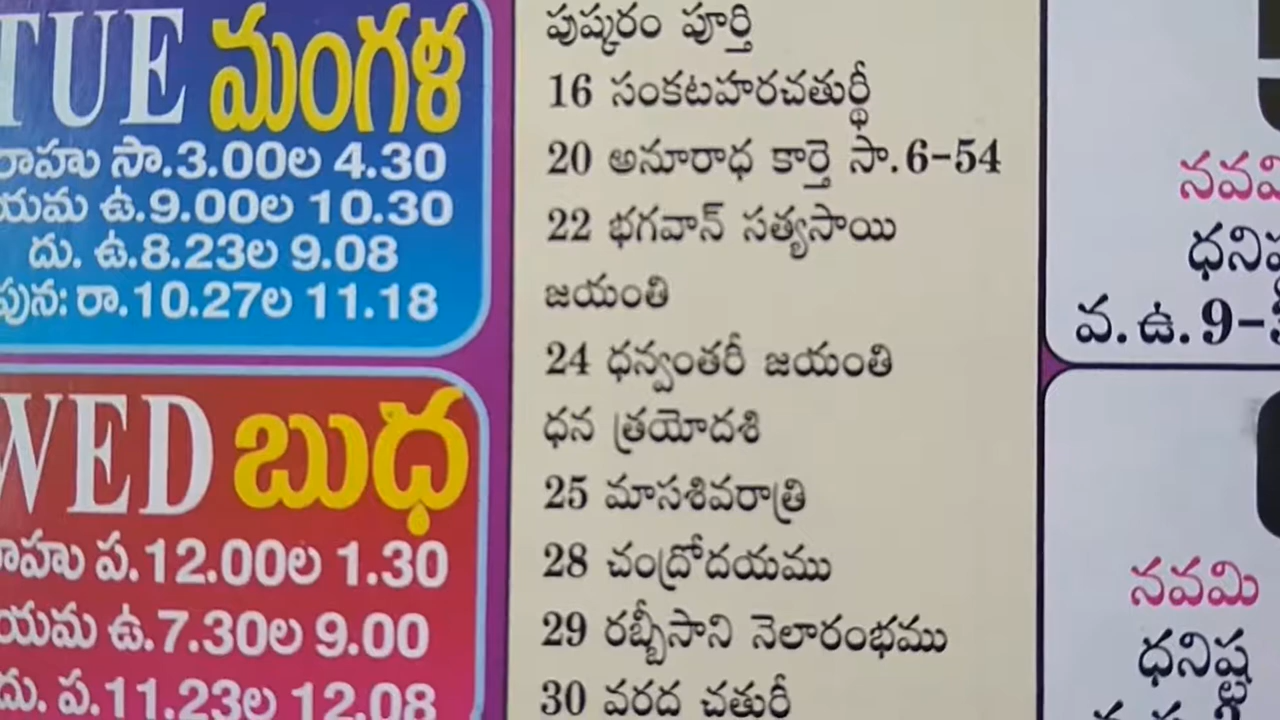 TUE మంగళ
రాహు సా.3.00ల 4.30
యమ ఉ.9.00ల 10.30
దు. ఉ.8.23ల 9.08
పున: రా.10.27ల 11.18
WED బుధ
రాహు ప.12.00ల 1.30
యమ ఉ.7.30ల 9.00
దు. ప.11.23ల 12.08
పుష్కరం పూర్తి
16 సంకటహరచతుర్థీ
20 అనూరాధ కార్తె సా.6-54
22 భగవాన్ సత్యసాయి
జయంతి
24 ధన్వంతరీ జయంతి
ధన త్రయోదశి
25 మాసశివరాత్రి
28 చంద్రోదయము
29 రబ్బీసాని నెలారంభము
30 వరద చతుర్థీ
నవమి
ధనిష్ట
వ.ఉ.9-
నవమి
ధనిష్ట